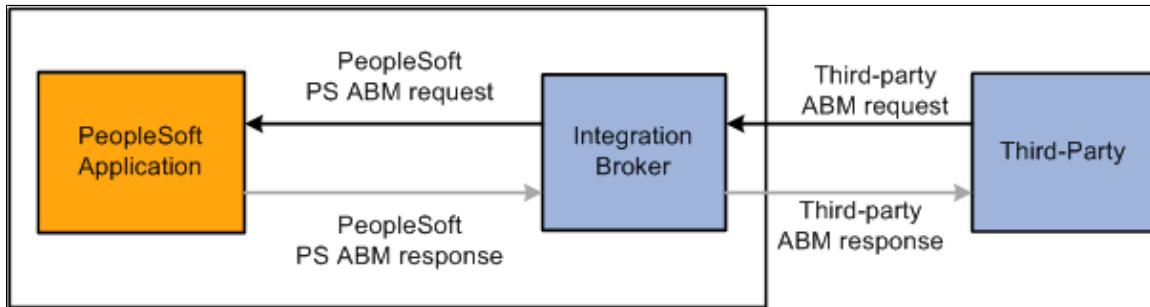 PeopleSoft
PS ABM request
Third-party
ABM request
PeopleSoft
Application
Integration
Broker
Third-Party
PeopleSoft
PS ABM response
Third-party
ABM response